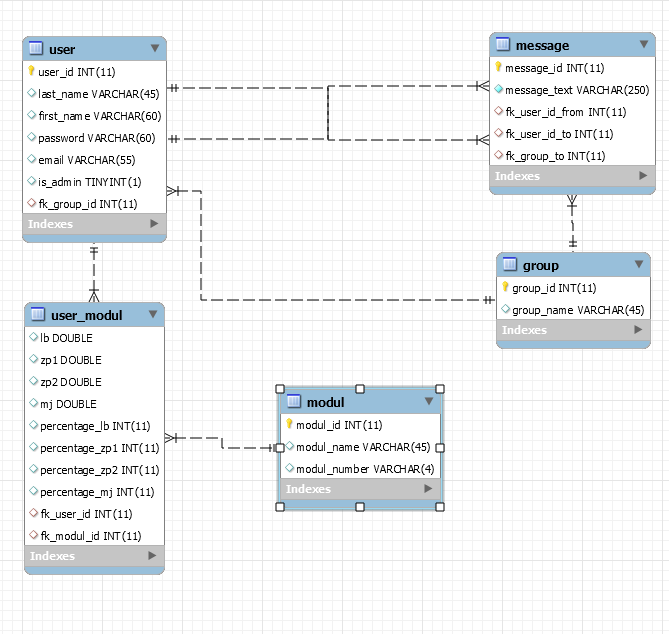 user
user_id INT(11)
last_name VARCHAR(45)
first_name VARCHAR(60)
password VARCHAR(60)
email VARCHAR(55)
is_admin TINYINT(1)
fk_group_id INT(11)
Indexes
message
message_id INT(11)
message_text VARCHAR(250)
fk_user_id_from INT(11)
fk_user_id_to INT(11)
fk_group_to INT(11)
Indexes
group
group_id INT(11)
group_name VARCHAR(45)
Indexes
user_modul
lb DOUBLE
zp1 DOUBLE
zp2 DOUBLE
mj DOUBLE
percentage_lb INT(11)
percentage_zp1 INT(11)
percentage_zp2 INT(11)
percentage_mj INT(11)
fk_user_id INT(11)
fk_modul_id INT(11)
Indexes
modul
modul_id INT(11)
modul_name VARCHAR(45)
modul_number VARCHAR(4)
Indexes